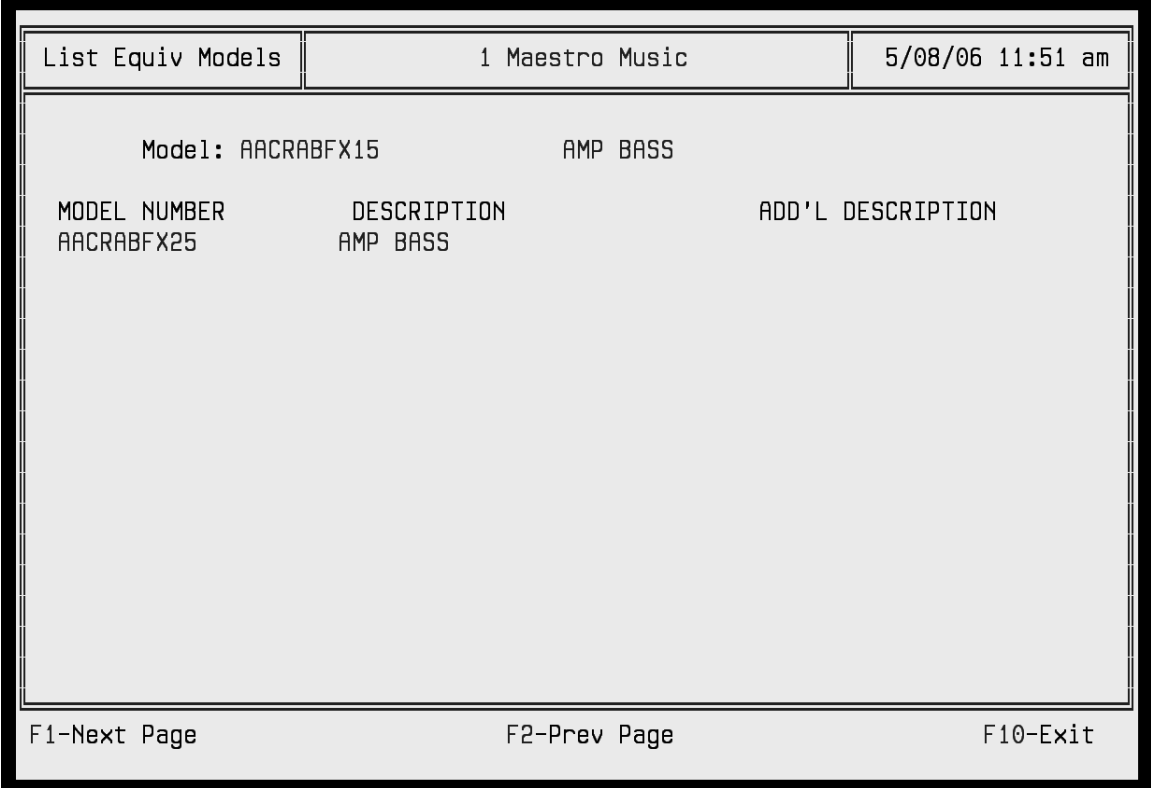 List Equiv Models 1 Maestro Music 5/08/06 11:51 am
Model: AACRABFX15 AMP BASS
MODEL NUMBER DESCRIPTION ADD'L DESCRIPTION
AACRABFX25 AMP BASS
F1-Next Page F2-Prev Page F10-Exit